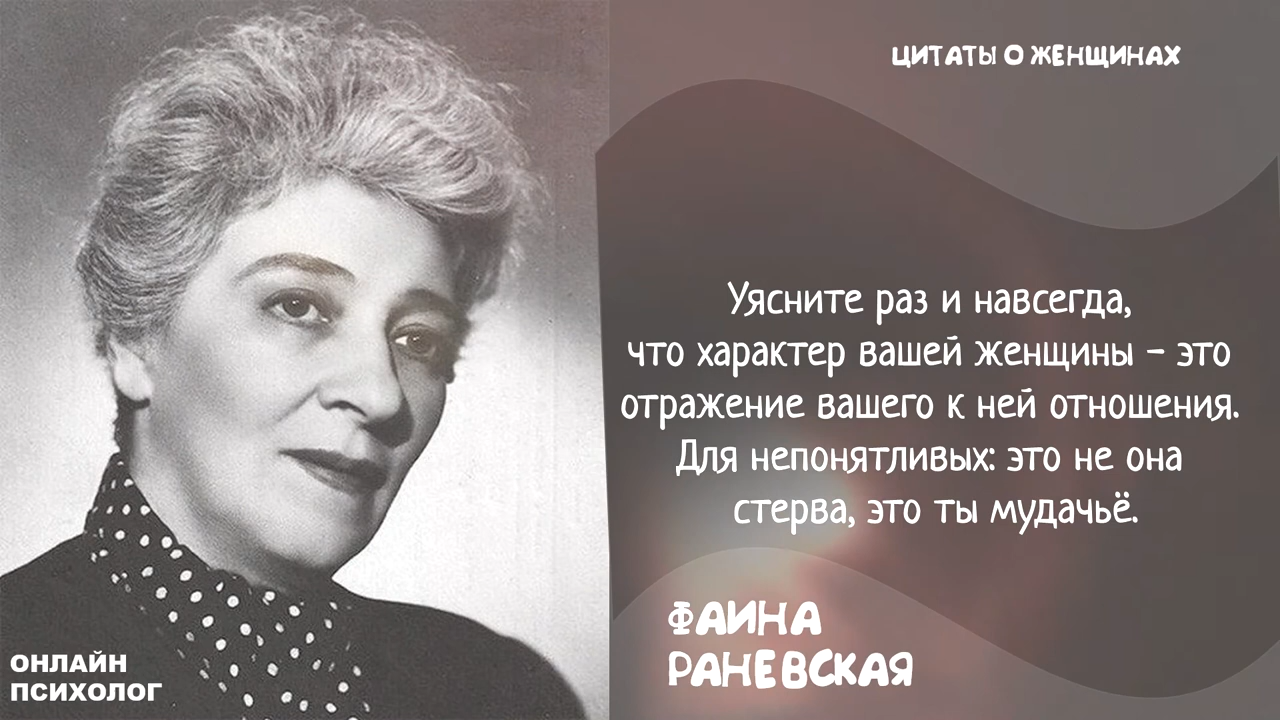 ЦИТАТЫ О ЖЕНЩИНАХ
Уясните раз и навсегда,
что характер вашей женщины – это
отражение вашего к ней отношения.
Для непонятливых: это не она
стерва, это ты мудачьё.
ФАИНА
РАНЕВСКАЯ
ОНЛАЙН
ПСИХОЛОГ